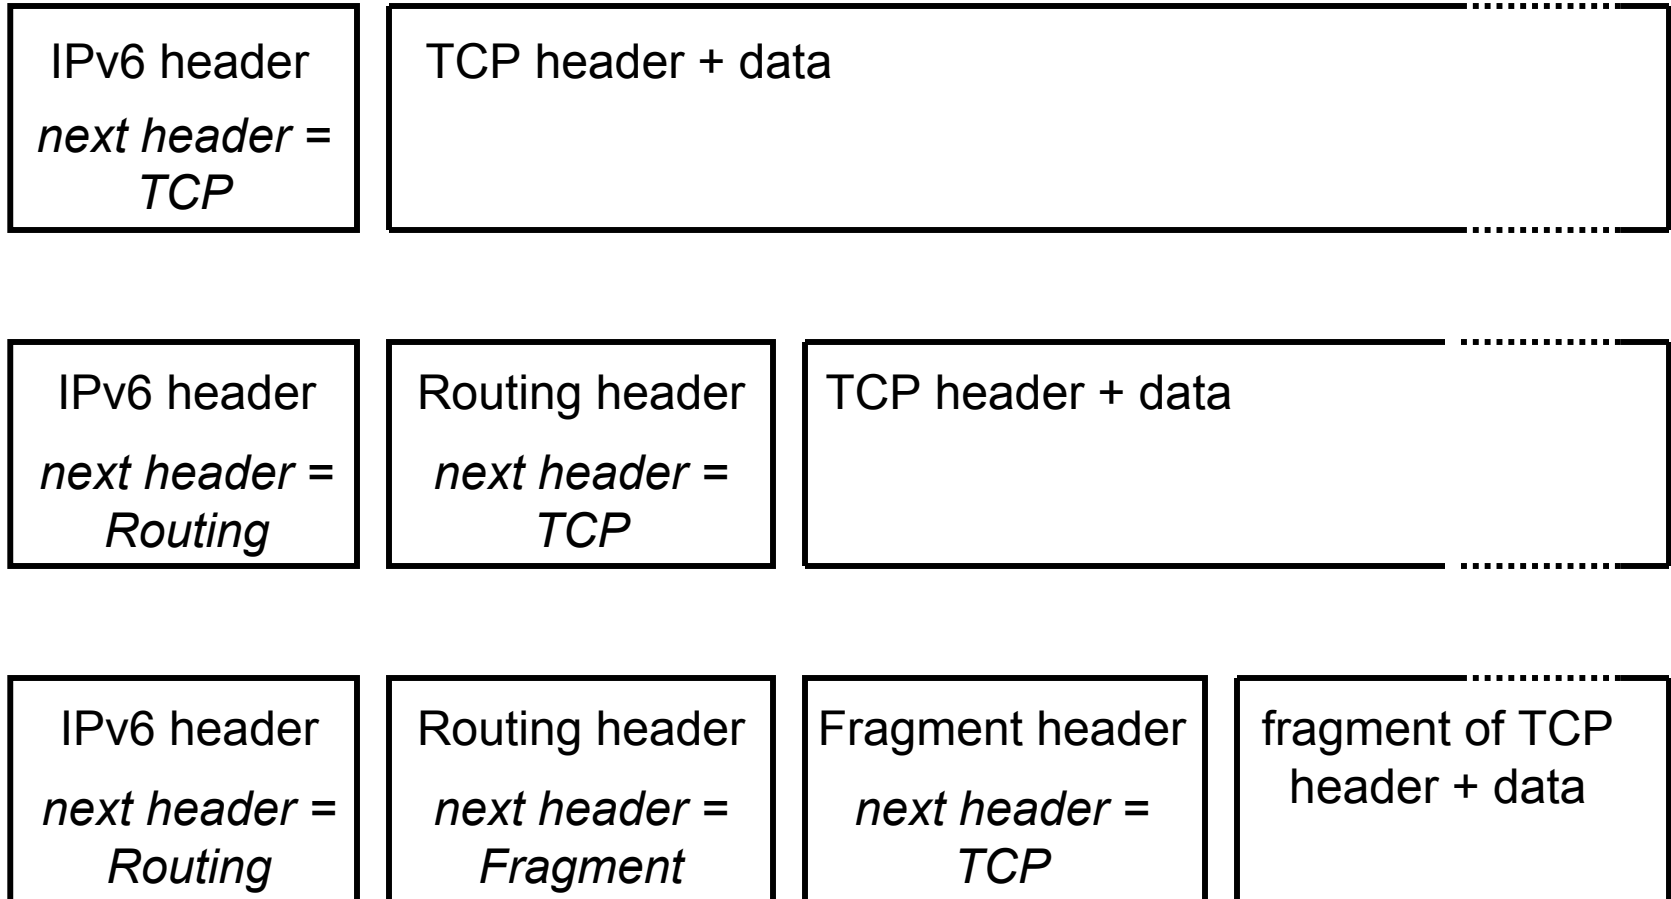 IPv6 header
next header =
TCP
TCP header + data
IPv6 header
next header =
Routing
Routing header
next header =
TCP
TCP header + data
IPv6 header
next header =
Routing
Routing header
next header =
Fragment
Fragment header
next header =
TCP
fragment of TCP
header + data